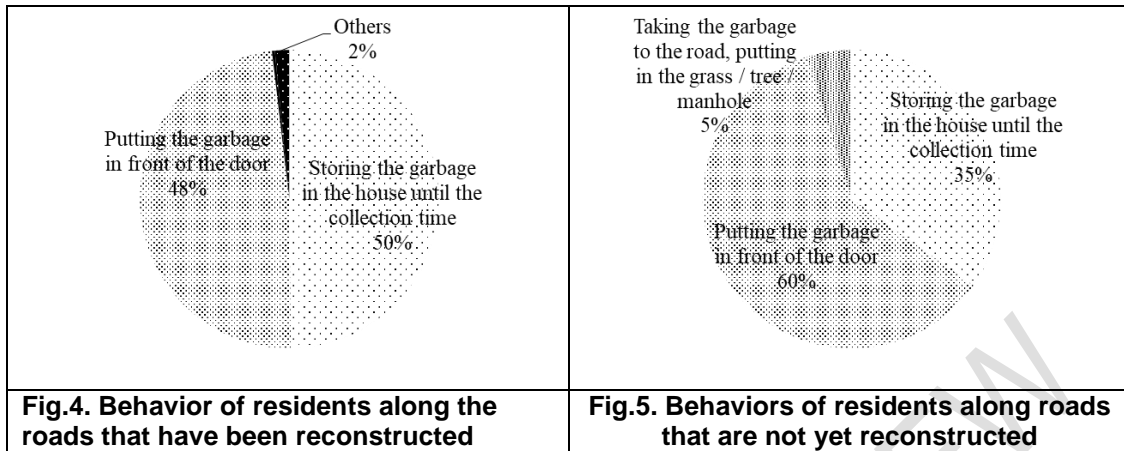 Others
2%
Putting the garbage
in front of the door
48%
Storing the garbage
in the house until the
collection time
50%
Fig.4. Behavior of residents along the
roads that have been reconstructed
Taking the garbage
to the road, putting
in the grass / tree /
manhole
5%
Storing the garbage
in the house until the
collection time
35%
Putting the garbage
in front of the door
60%
Fig.5. Behaviors of residents along roads
that are not yet reconstructed